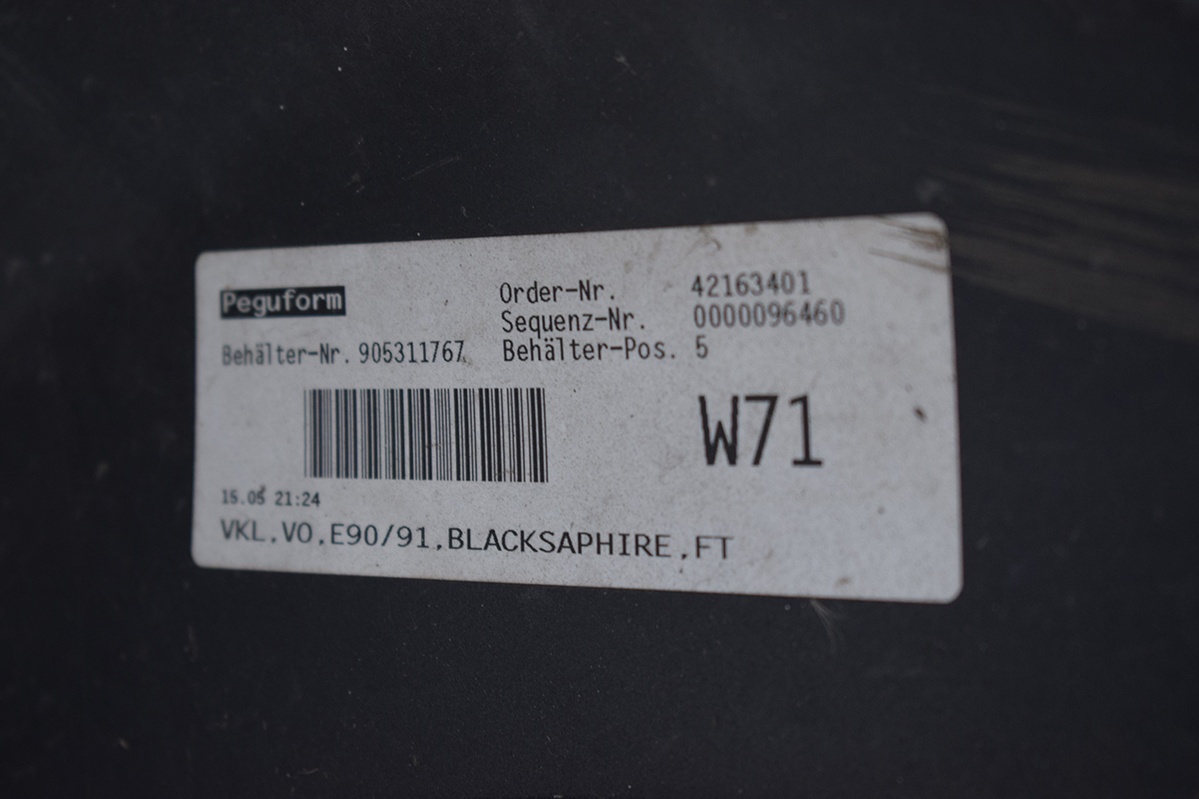 Peguform
Order-Nr. 42163401
Sequenz-Nr. 0000096460
Behälter-Nr. 905311767 Behälter-Pos. 5
W71
15.05 21:24
VKL.VO.E90/91.BLACKSAPHIRE.FT